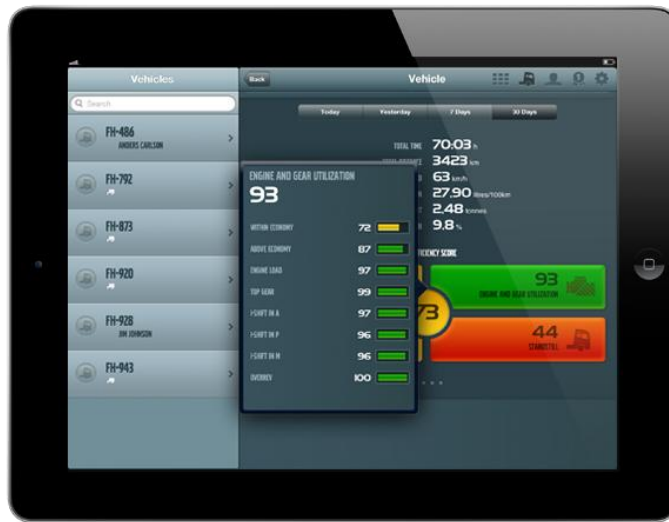 Vehicles
Search
FH-486
ANDERS CARLSON
FH-792
FH-873
FH-920
FH-928
JIM JOHNSON
FH-943
Back
Vehicle
Today
Yesterday
7 Days
30 Days
TOTAL TIME 70:03 h
3423 km
63 km/h
27,90 litres/100km
2,48 tonnes
9,8 %
ENGINE AND GEAR UTILIZATION
93
WITHIN ECONOMY 72
ABOVE ECONOMY 87
ENGINE LOAD 97
TOP GEAR 99
I-SHIFT IN A 97
I-SHIFT IN P 96
I-SHIFT IN M 96
OVERREV 100
SCORE
73
93
ENGINE AND GEAR UTILIZATION
44
STANDSTILL